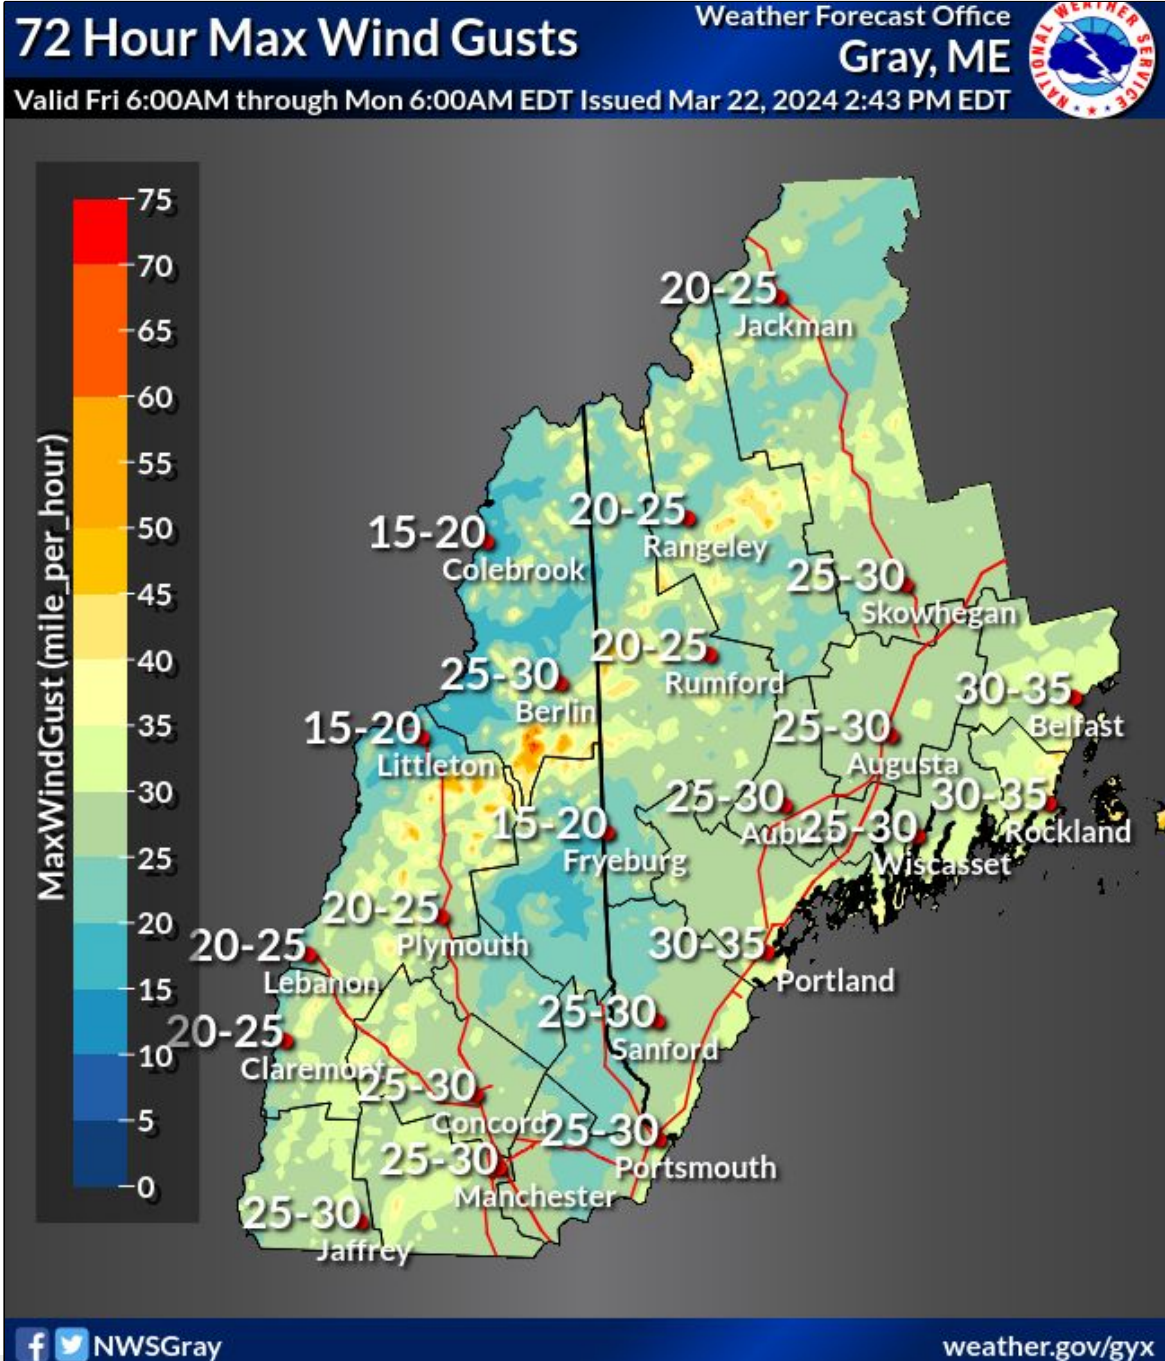 72 Hour Max Wind Gusts
Weather Forecast Office
Gray, ME
NATIONAL WEATHER SERVICE
Valid Fri 6:00AM through Mon 6:00AM EDT Issued Mar 22, 2024 2:43 PM EDT
MaxWindGust (mile_per_hour)
75
70
65
60
55
50
45
40
35
30
25
20
15
10
5
0
20-25
Jackman
20-25
Rangeley
15-20
Colebrook
25-30
Skowhegan
20-25
Rumford
25-30
Berlin
30-35
Belfast
15-20
Littleton
25-30
Augusta
25-30
Auburn
30-35
Rockland
15-20
Fryeburg
25-30
Wiscasset
20-25
Plymouth
20-25
Lebanon
30-35
Portland
25-30
Sanford
20-25
Claremont
25-30
Concord
25-30
Portsmouth
25-30
Manchester
25-30
Jaffrey
NWSGray
weather.gov/gyx